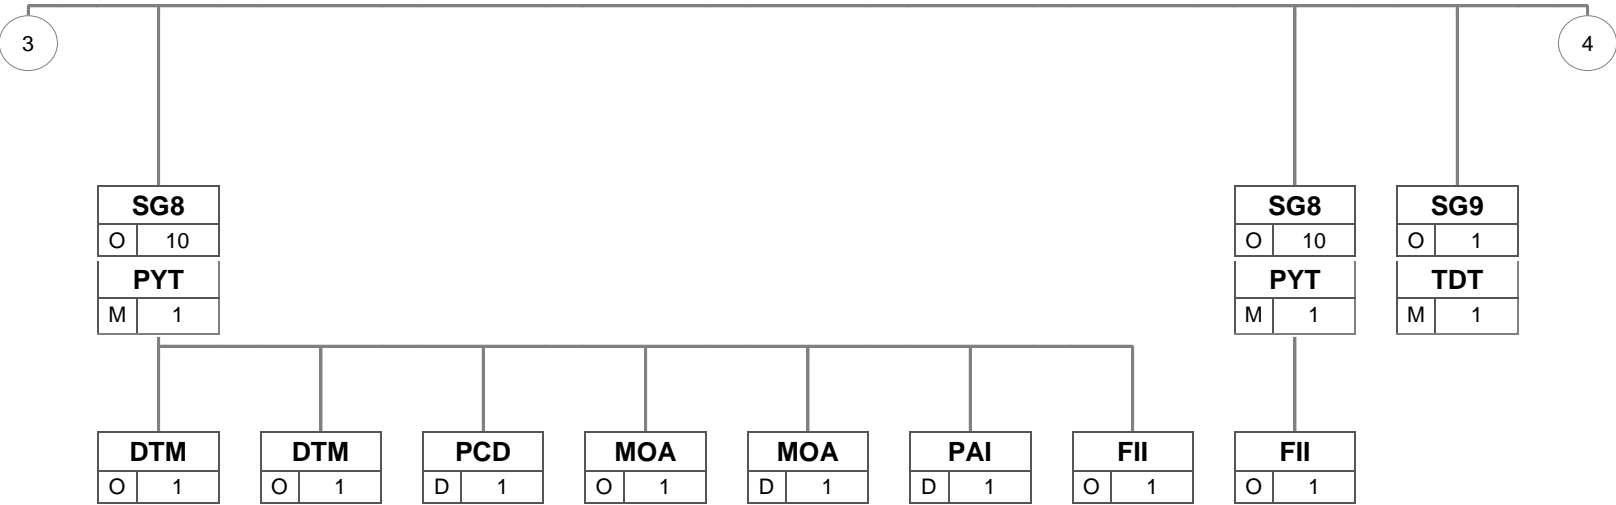 3 4
SG8 SG8 SG9
O 10 O 10 O 1
PYT PYT TDT
M 1 M 1 M 1
DTM DTM PCD MOA MOA PAI FII FII
O 1 O 1 D 1 O 1 D 1 D 1 O 1 O 1